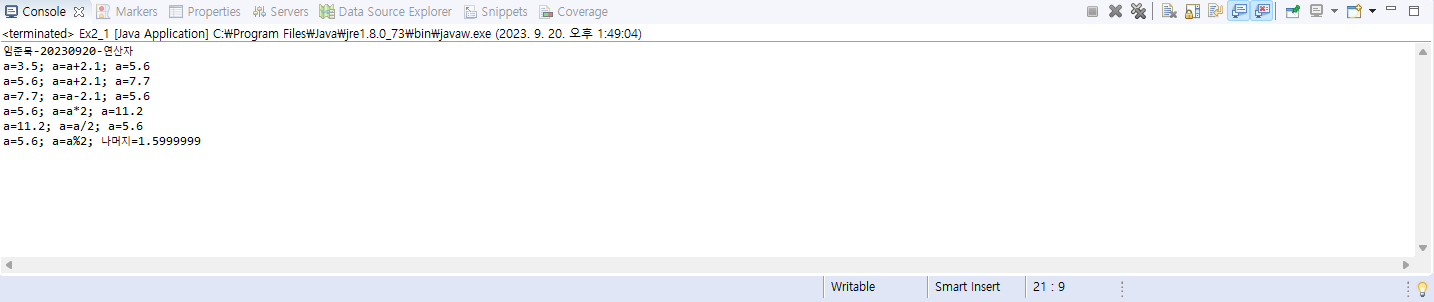 Console Markers Properties Servers Data Source Explorer Snippets Coverage
<terminated> Ex2_1 [Java Application] C:₩Program Files₩Java₩jre1.8.0_73₩bin₩javaw.exe (2023. 9. 20. 오후 1:49:04)
임준묵-20230920-연산자
a=3.5; a=a+2.1; a=5.6
a=5.6; a=a+2.1; a=7.7
a=7.7; a=a-2.1; a=5.6
a=5.6; a=a*2; a=11.2
a=11.2; a=a/2; a=5.6
a=5.6; a=a%2; 나머지=1.5999999
Writable Smart Insert 21 : 9